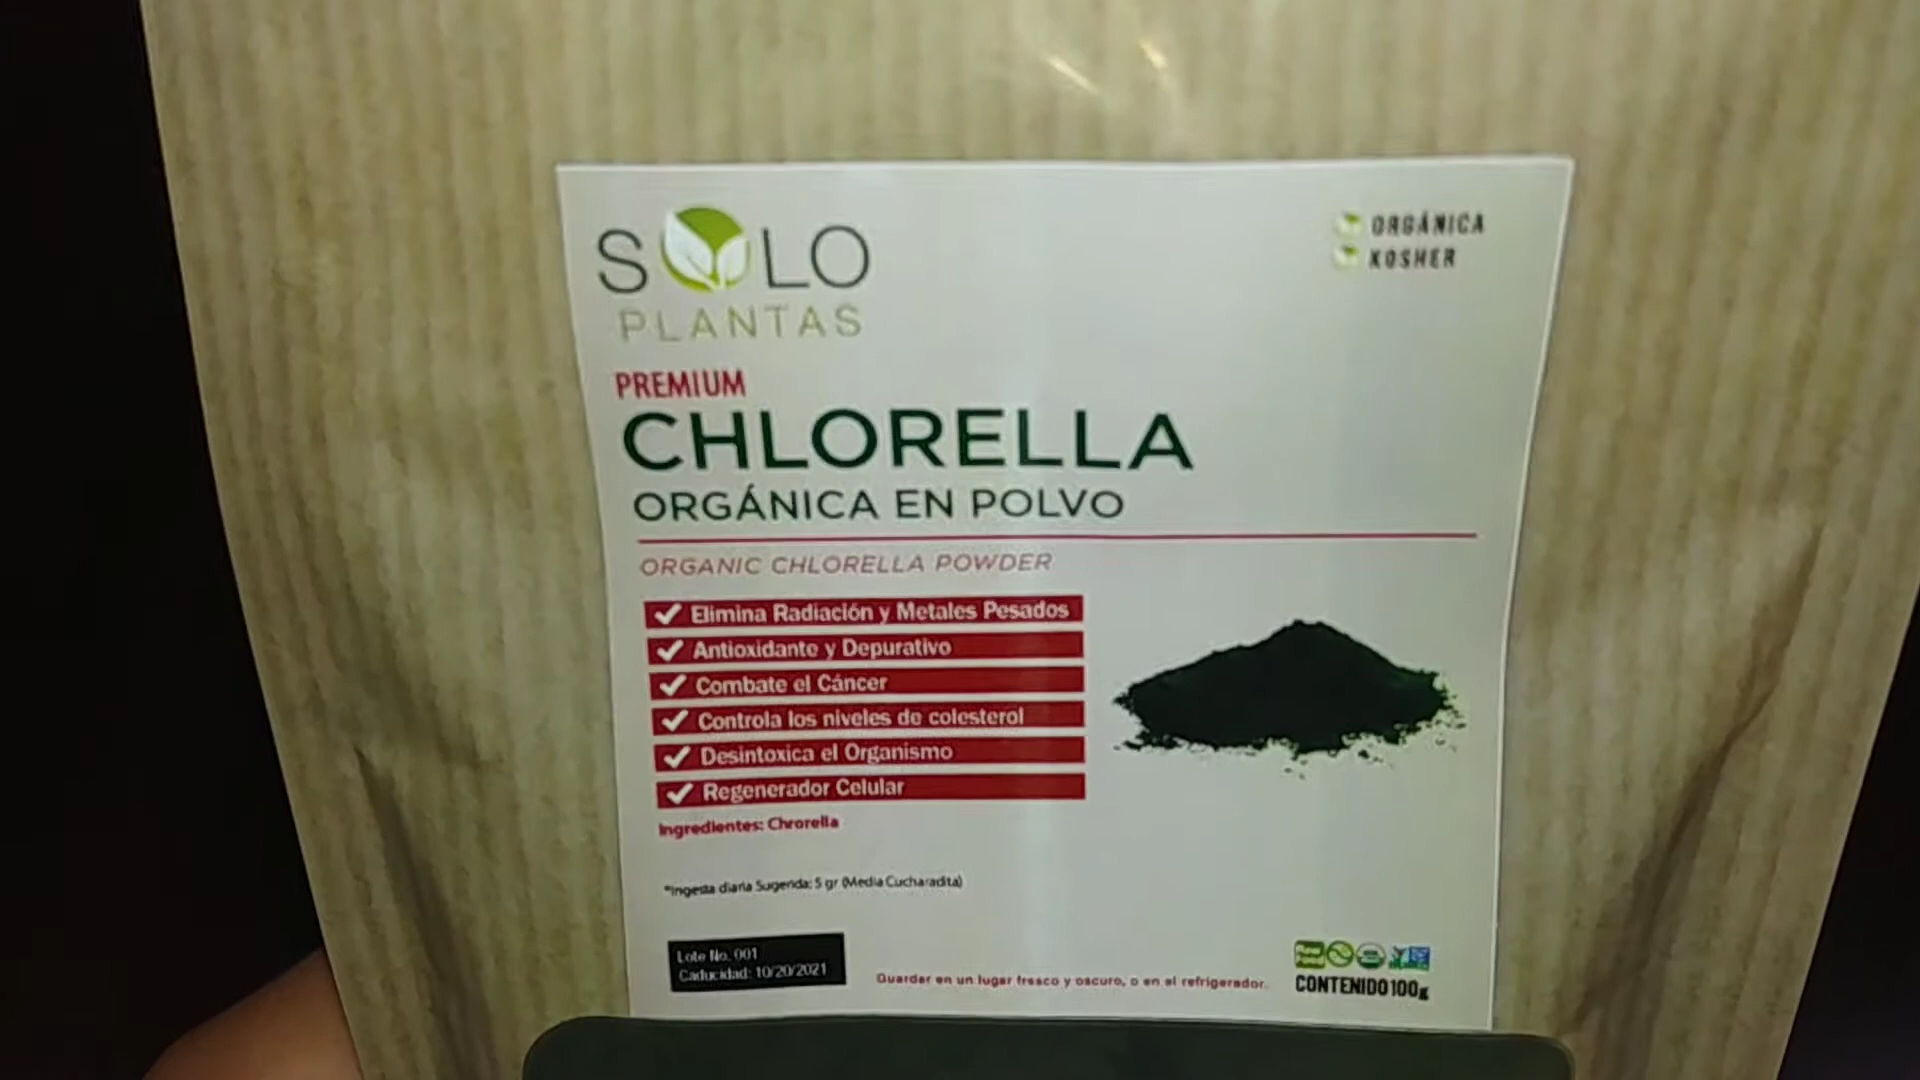 SOLO
PLANTAS
ORGÁNICA
KOSHER
PREMIUM
CHLORELLA
ORGÁNICA EN POLVO
ORGANIC CHLORELLA POWDER
Elimina Radiación y Metales Pesados
Antioxidante y Depurativo
Combate el Cáncer
Controla los niveles de colesterol
Desintoxica el Organismo
Regenerador Celular
Ingredientes: Chrorella
*Ingesta diaria Sugerida: 5 gr (Media Cucharadita)
Lote No. 001
Caducidad: 10/20/2021
Guardar en un lugar fresco y oscuro, o en el refrigerador.
CONTENIDO 100g